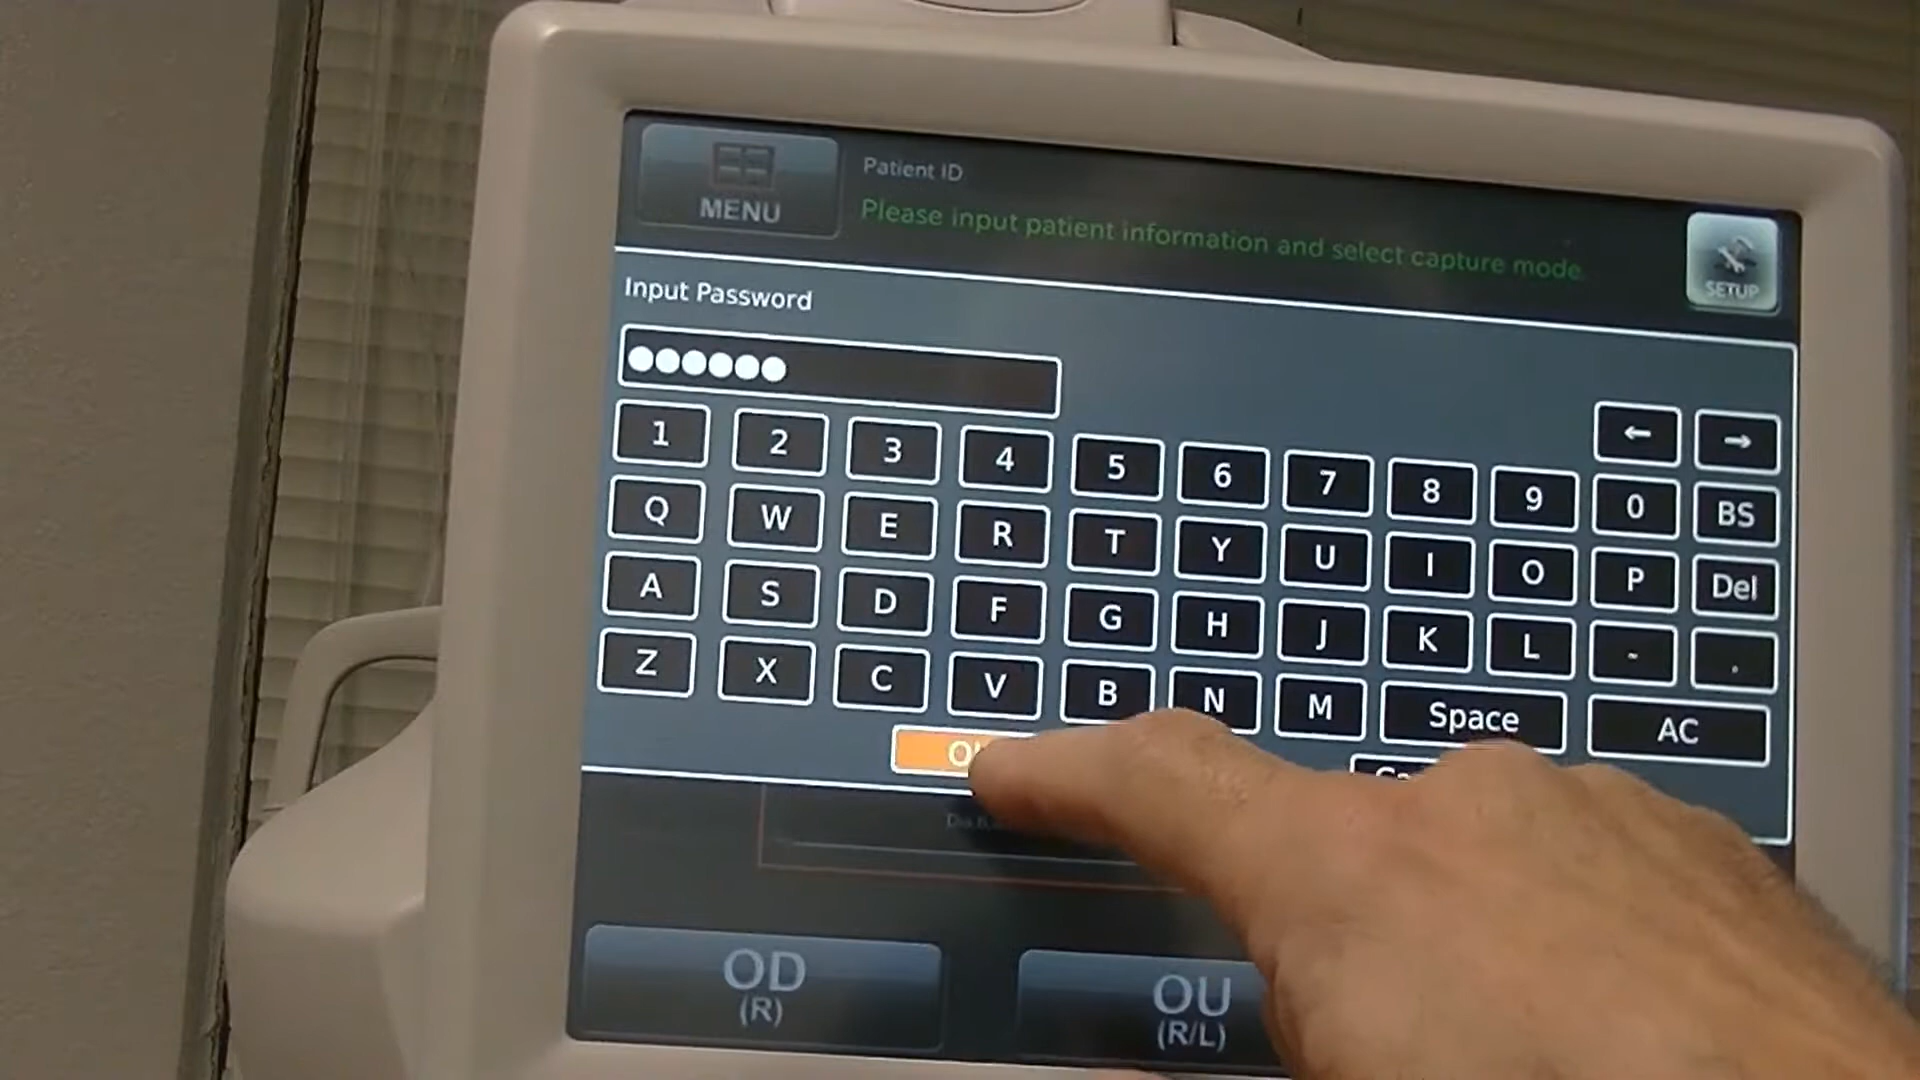 MENU
Patient ID
Please input patient information and select capture mode.
SETUP
Input Password
← →
1 2 3 4 5 6 7 8 9 0 BS
Q W E R T Y U I O P Del
A S D F G H J K L - .
Z X C V B N M Space AC
OD
(R)
OU
(R/L)